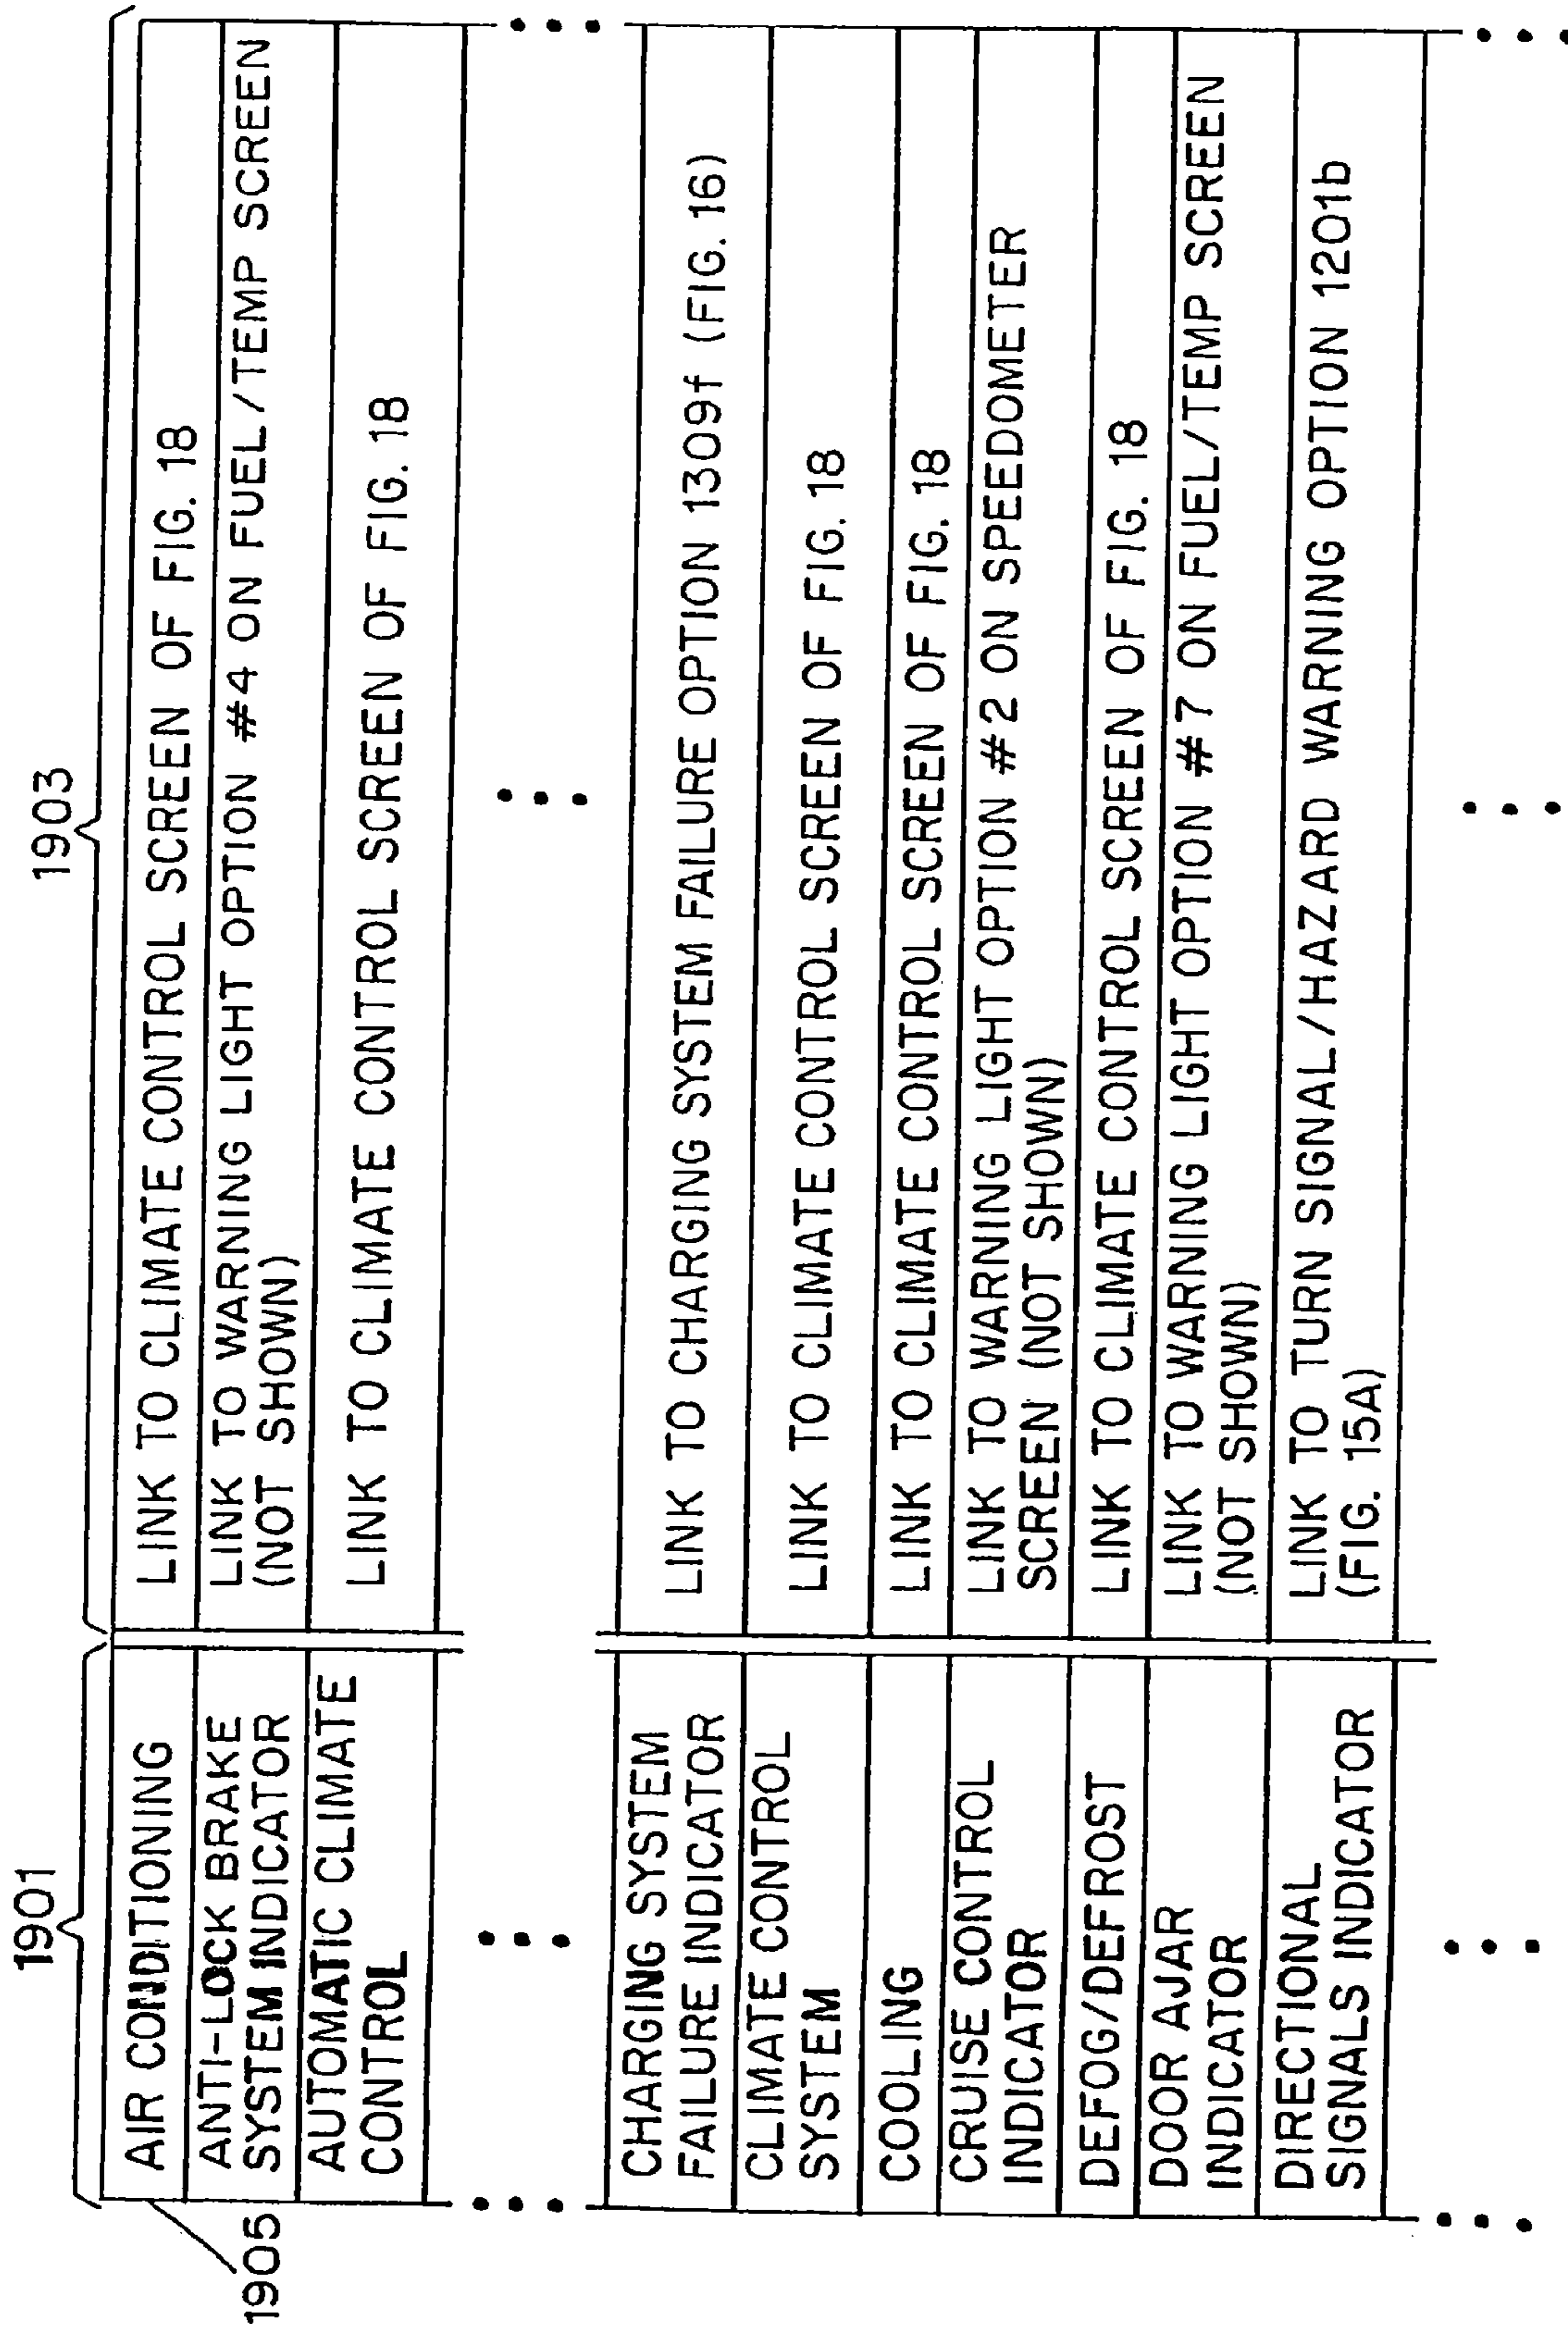 1901
1903
1905
AIR CONDITIONING
LINK TO CLIMATE CONTROL SCREEN OF FIG. 18
ANTI-LOCK BRAKE
SYSTEM INDICATOR
LINK TO WARNING LIGHT OPTION #4 ON FUEL/TEMP SCREEN
(NOT SHOWN)
AUTOMATIC CLIMATE
CONTROL
LINK TO CLIMATE CONTROL SCREEN OF FIG. 18
CHARGING SYSTEM
FAILURE INDICATOR
LINK TO CHARGING SYSTEM FAILURE OPTION 1309f (FIG. 16)
CLIMATE CONTROL
SYSTEM
LINK TO CLIMATE CONTROL SCREEN OF FIG. 18
COOLING
LINK TO CLIMATE CONTROL SCREEN OF FIG. 18
CRUISE CONTROL
INDICATOR
LINK TO WARNING LIGHT OPTION #2 ON SPEEDOMETER
SCREEN (NOT SHOWN)
DEFOG/DEFROST
LINK TO CLIMATE CONTROL SCREEN OF FIG. 18
DOOR AJAR
INDICATOR
LINK TO WARNING LIGHT OPTION #7 ON FUEL/TEMP SCREEN
(NOT SHOWN)
DIRECTIONAL
SIGNALS INDICATOR
LINK TO TURN SIGNAL/HAZARD WARNING OPTION 1201b
(FIG. 15A)